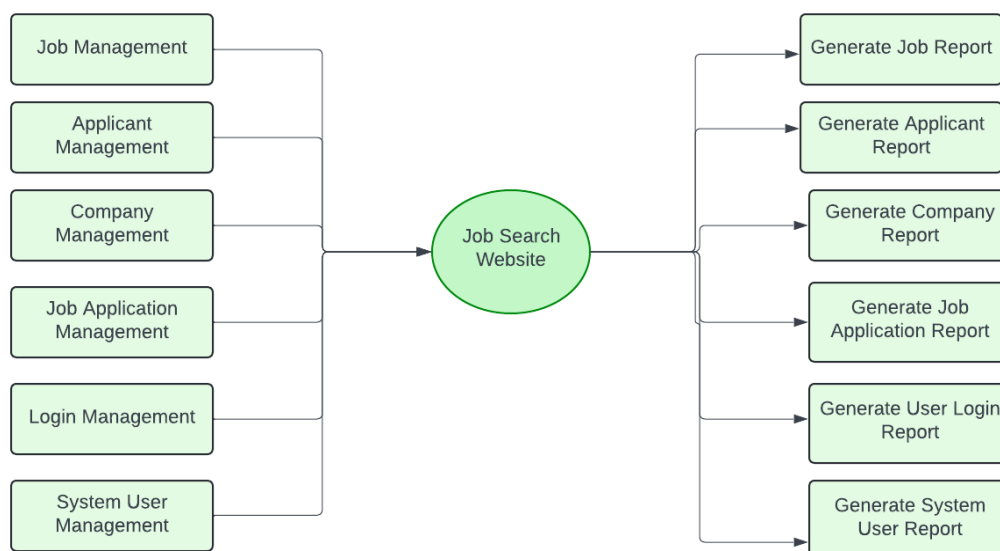 Job Management
Applicant
Management
Company
Management
Job Application
Management
Login Management
System User
Management
Job Search
Website
Generate Job Report
Generate Applicant
Report
Generate Company
Report
Generate Job
Application Report
Generate User Login
Report
Generate System
User Report